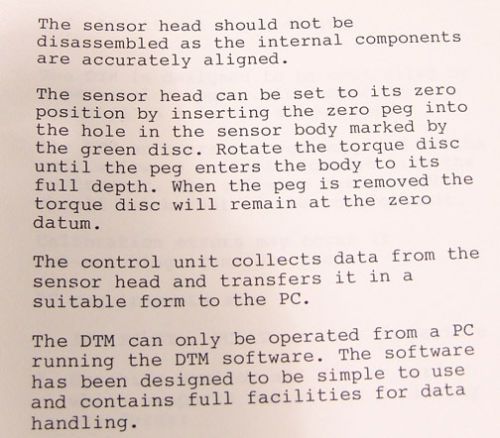 The sensor head should not be
disassembled as the internal components
are accurately aligned.
The sensor head can be set to its zero
position by inserting the zero peg into
the hole in the sensor body marked by
the green disc. Rotate the torque disc
until the peg enters the body to its
full depth. When the peg is removed the
torque disc will remain at the zero
datum.
The control unit collects data from the
sensor head and transfers it in a
suitable form to the PC.
The DTM can only be operated from a PC
running the DTM software. The software
has been designed to be simple to use
and contains full facilities for data
handling.